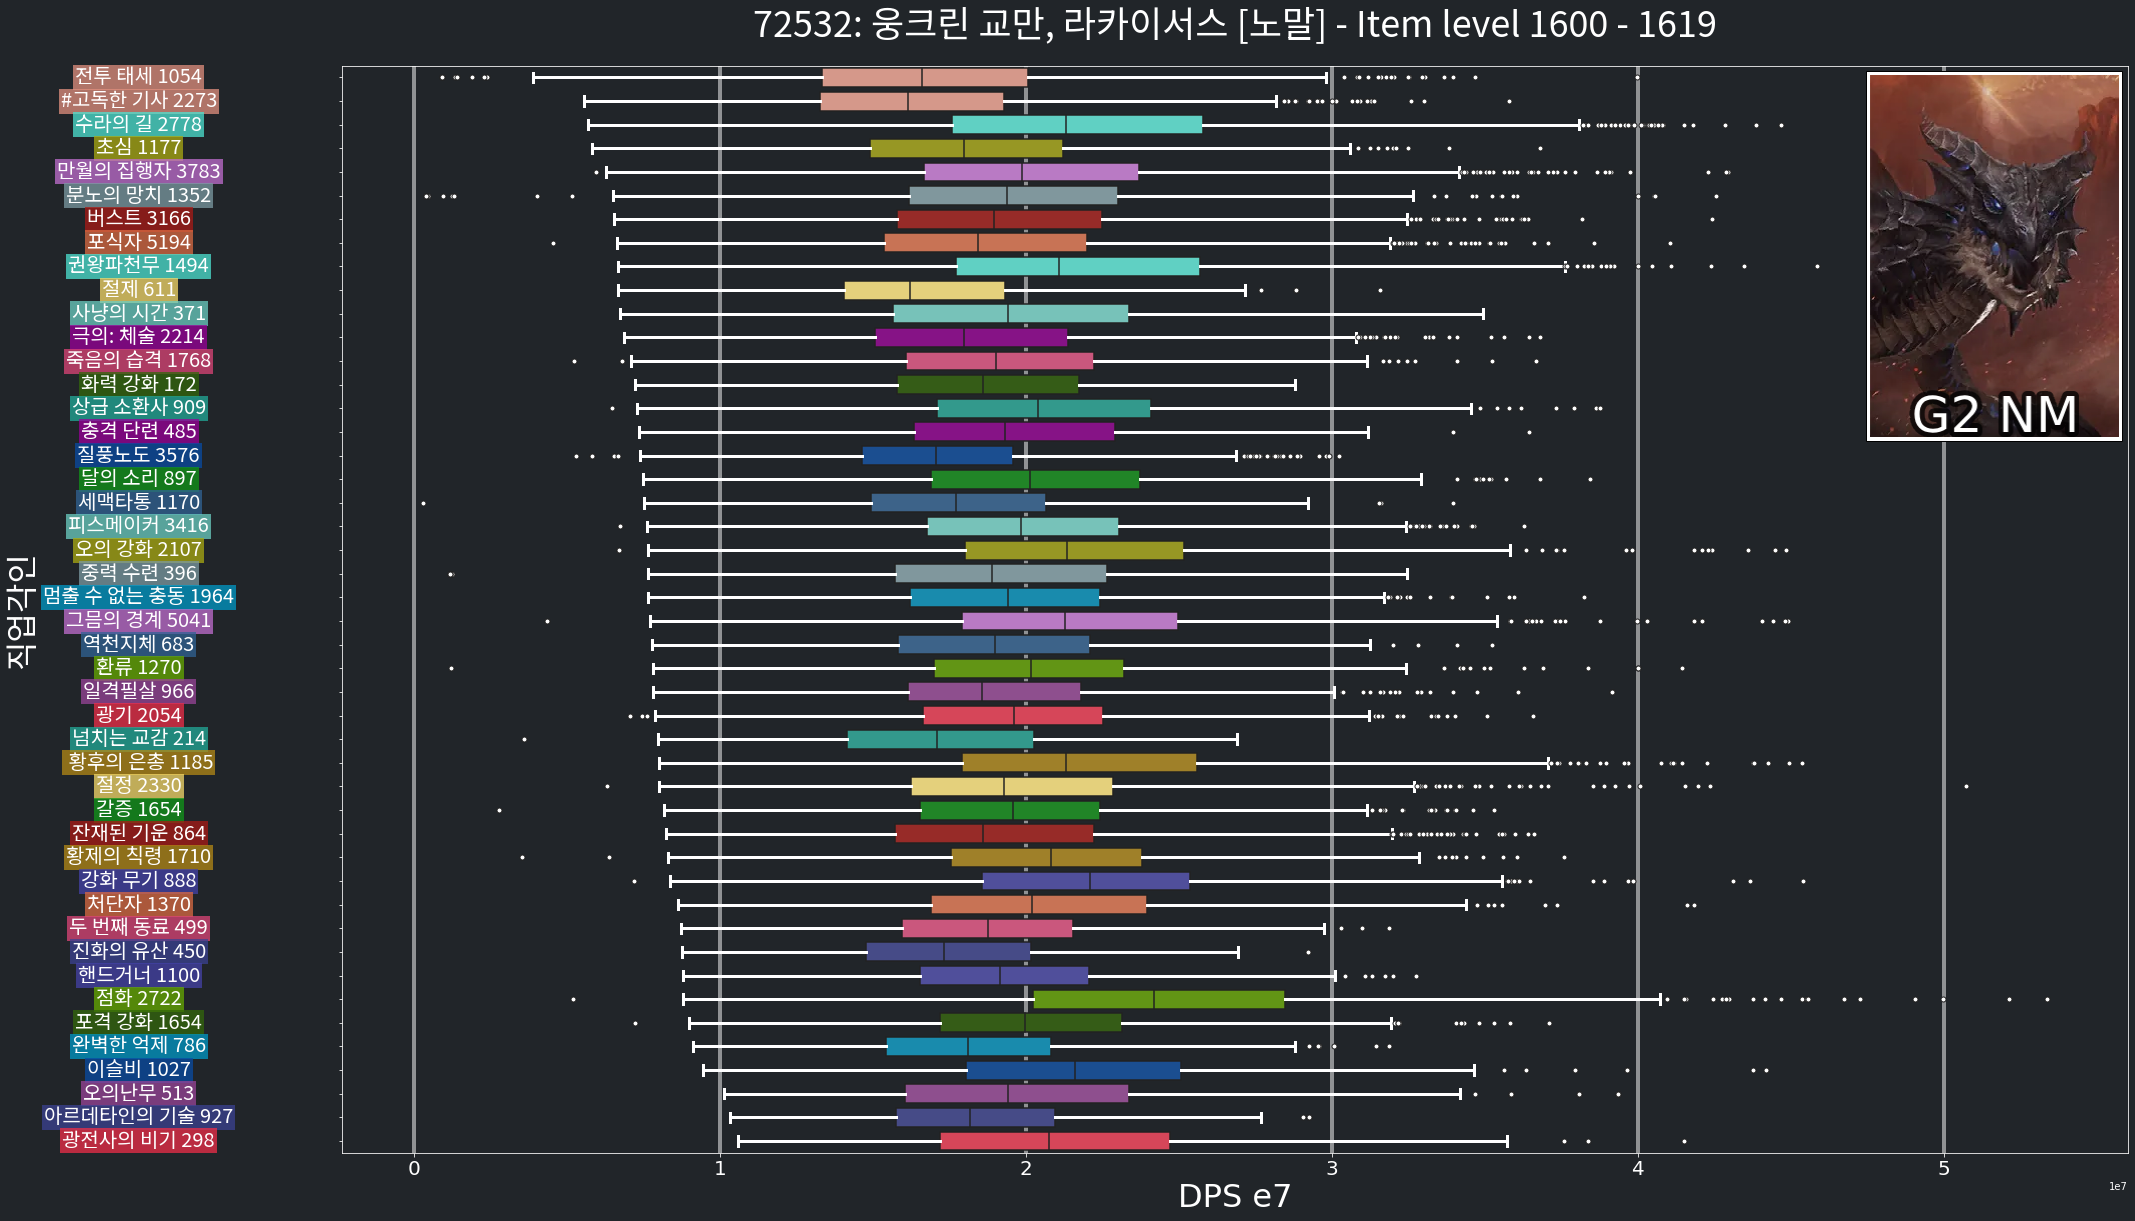 72532: 웅크린 교만, 라카이서스 [노말] - Item level 1600 - 1619
직업각인
전투 태세 1054
#고독한 기사 2273
수라의 길 2778
초심 1177
만월의 집행자 3783
분노의 망치 1352
버스트 3166
포식자 5194
권왕파천무 1494
절제 611
사냥의 시간 371
극의: 체술 2214
죽음의 습격 1768
화력 강화 172
상급 소환사 909
충격 단련 485
질풍노도 3576
달의 소리 897
세맥타통 1170
피스메이커 3416
오의 강화 2107
중력 수련 396
멈출 수 없는 충동 1964
그믐의 경계 5041
역천지체 683
환류 1270
일격필살 966
광기 2054
넘치는 교감 214
황후의 은총 1185
절정 2330
갈증 1654
잔재된 기운 864
황제의 칙령 1710
강화 무기 888
처단자 1370
두 번째 동료 499
진화의 유산 450
핸드거너 1100
점화 2722
포격 강화 1654
완벽한 억제 786
이슬비 1027
오의난무 513
아르데타인의 기술 927
광전사의 비기 298
G2 NM
0 1 2 3 4 5
1e7
DPS e7